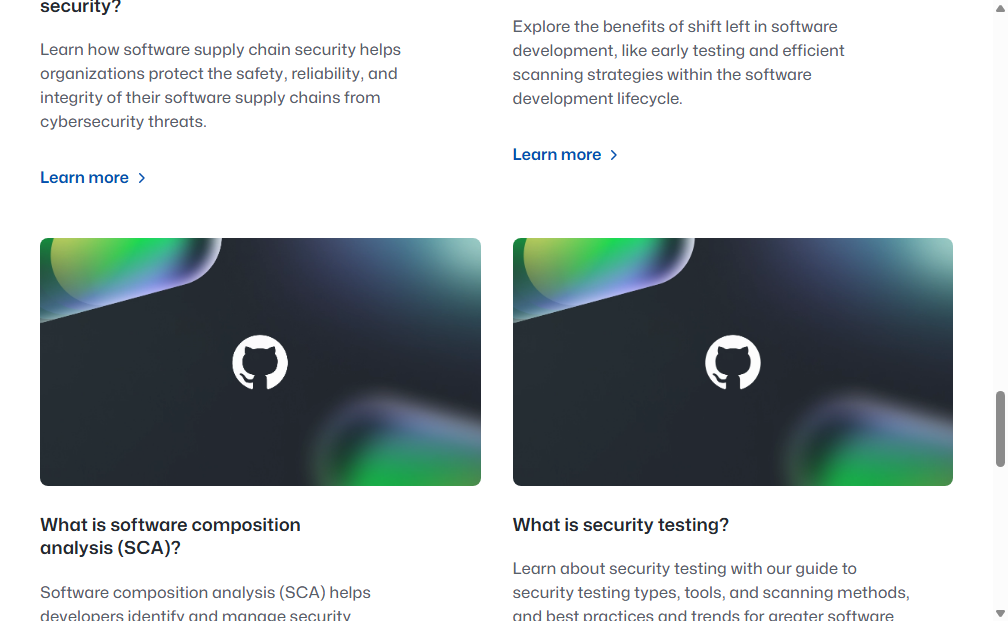 security?
Learn how software supply chain security helps
organizations protect the safety, reliability, and
integrity of their software supply chains from
cybersecurity threats.
Learn more
Explore the benefits of shift left in software
development, like early testing and efficient
scanning strategies within the software
development lifecycle.
Learn more
What is software composition
analysis (SCA)?
Software composition analysis (SCA) helps
developers identify and manage security
What is security testing?
Learn about security testing with our guide to
security testing types, tools, and scanning methods,
and best practices and trends for greater software